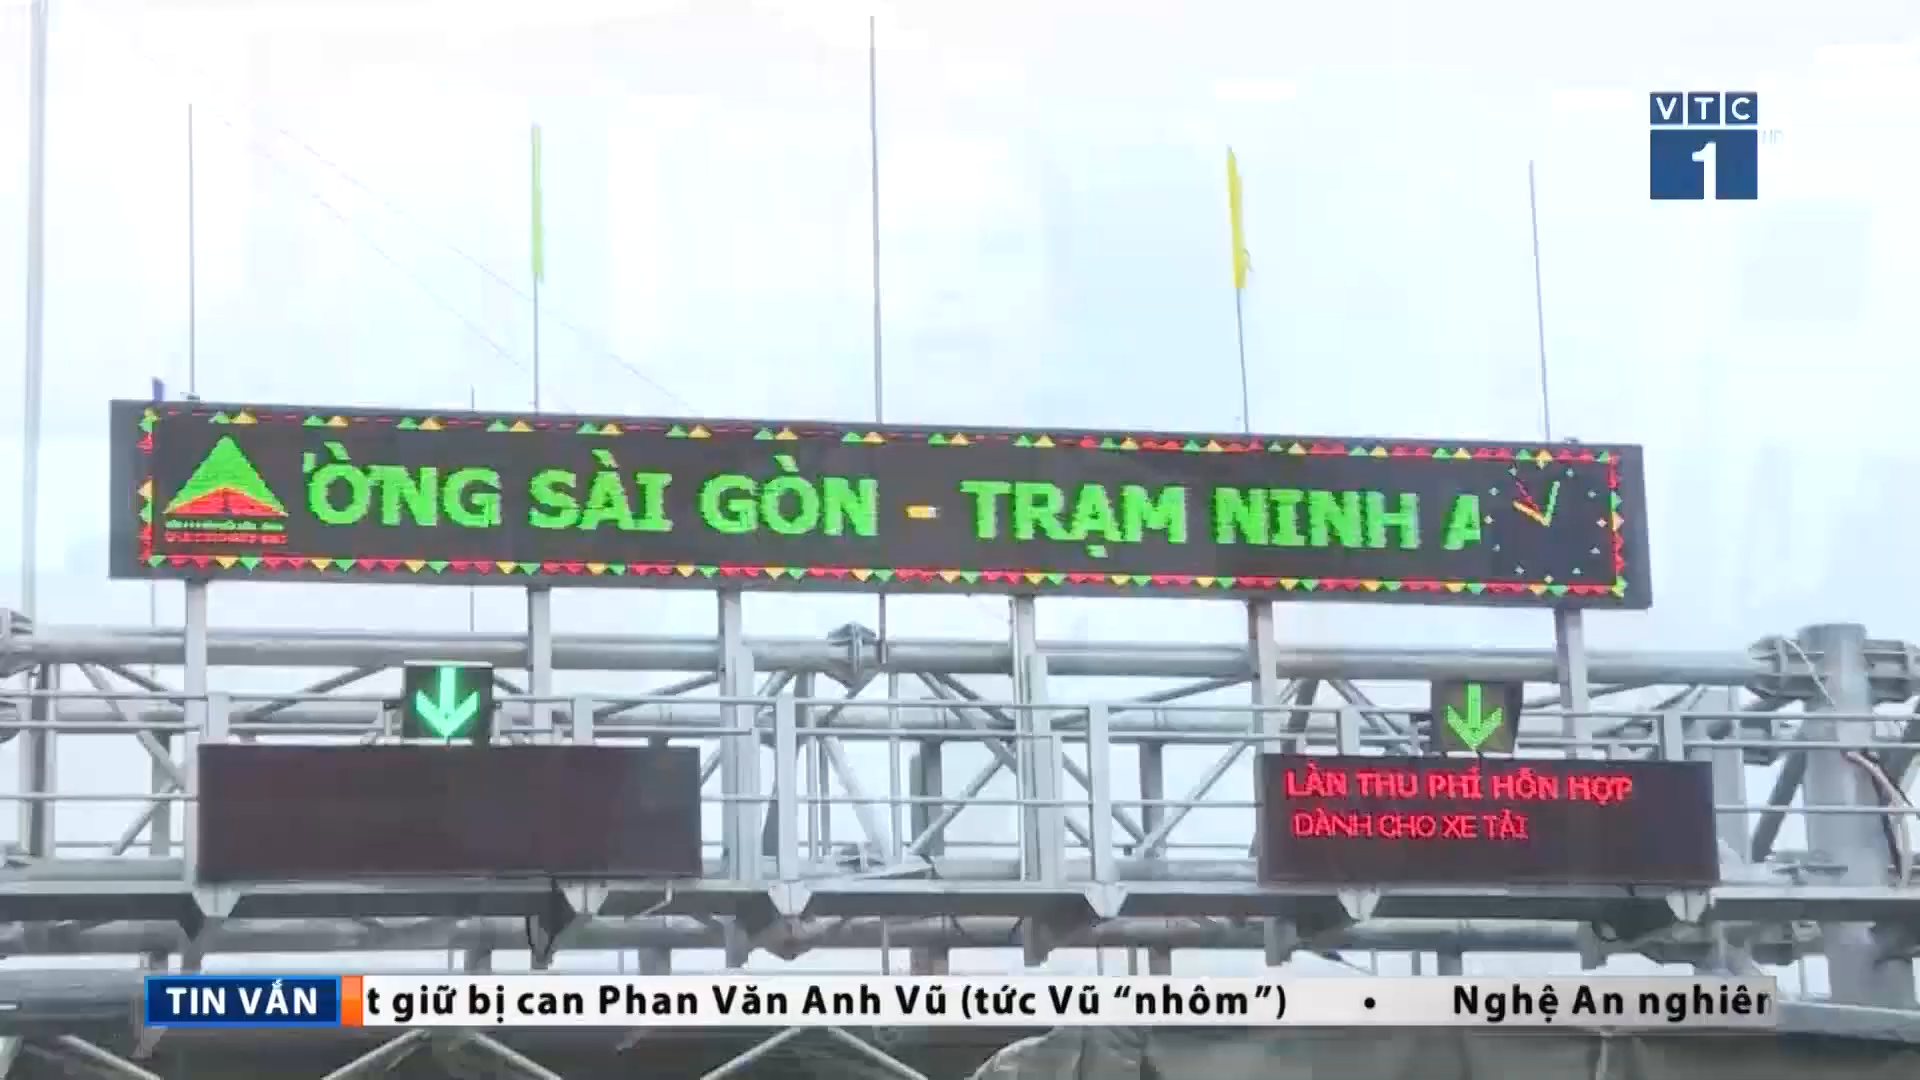 VTC
1
ỜNG SÀI GÒN - TRẠM NINH A
LÀN THU PHÍ HỖN HỢP
DÀNH CHO XE TẢI
TIN VẮN
t giữ bị can Phan Văn Anh Vũ (tức Vũ “nhôm”) • Nghệ An nghiên